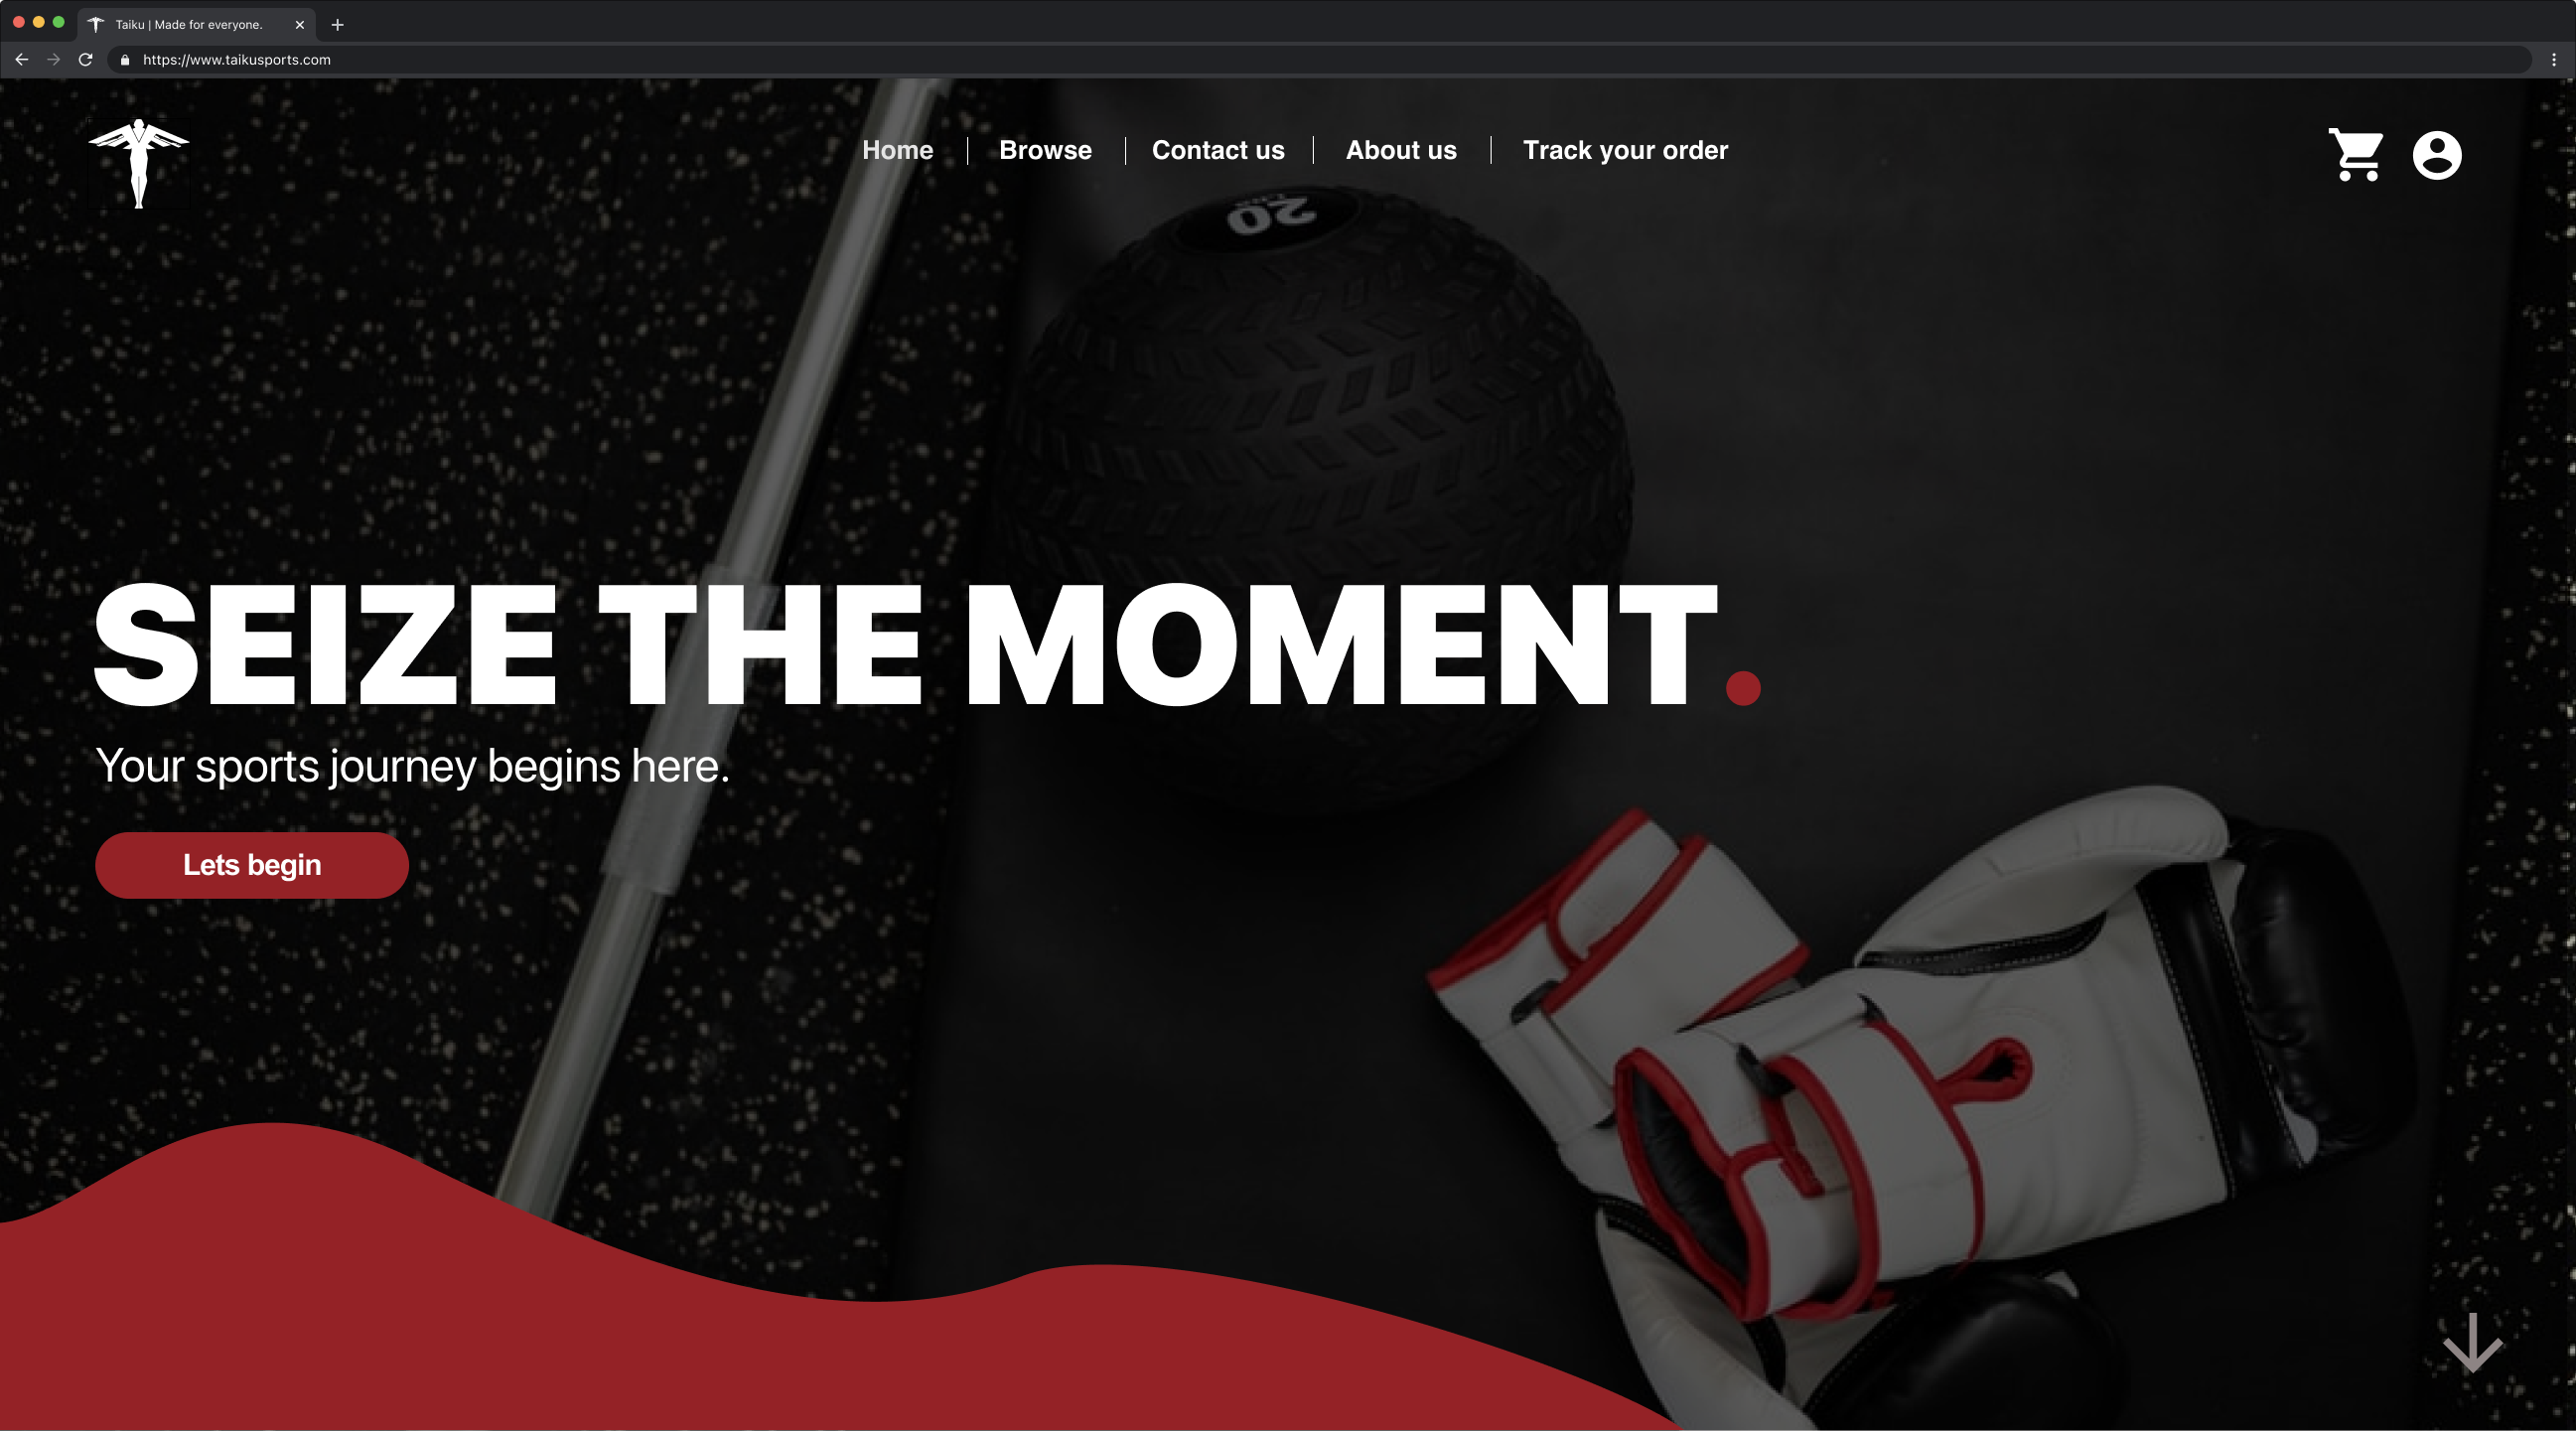 Taiku | Made for everyone.
https://www.taikusports.com
Home | Browse | Contact us | About us | Track your order
20
SEIZE THE MOMENT.
Your sports journey begins here.
Lets begin